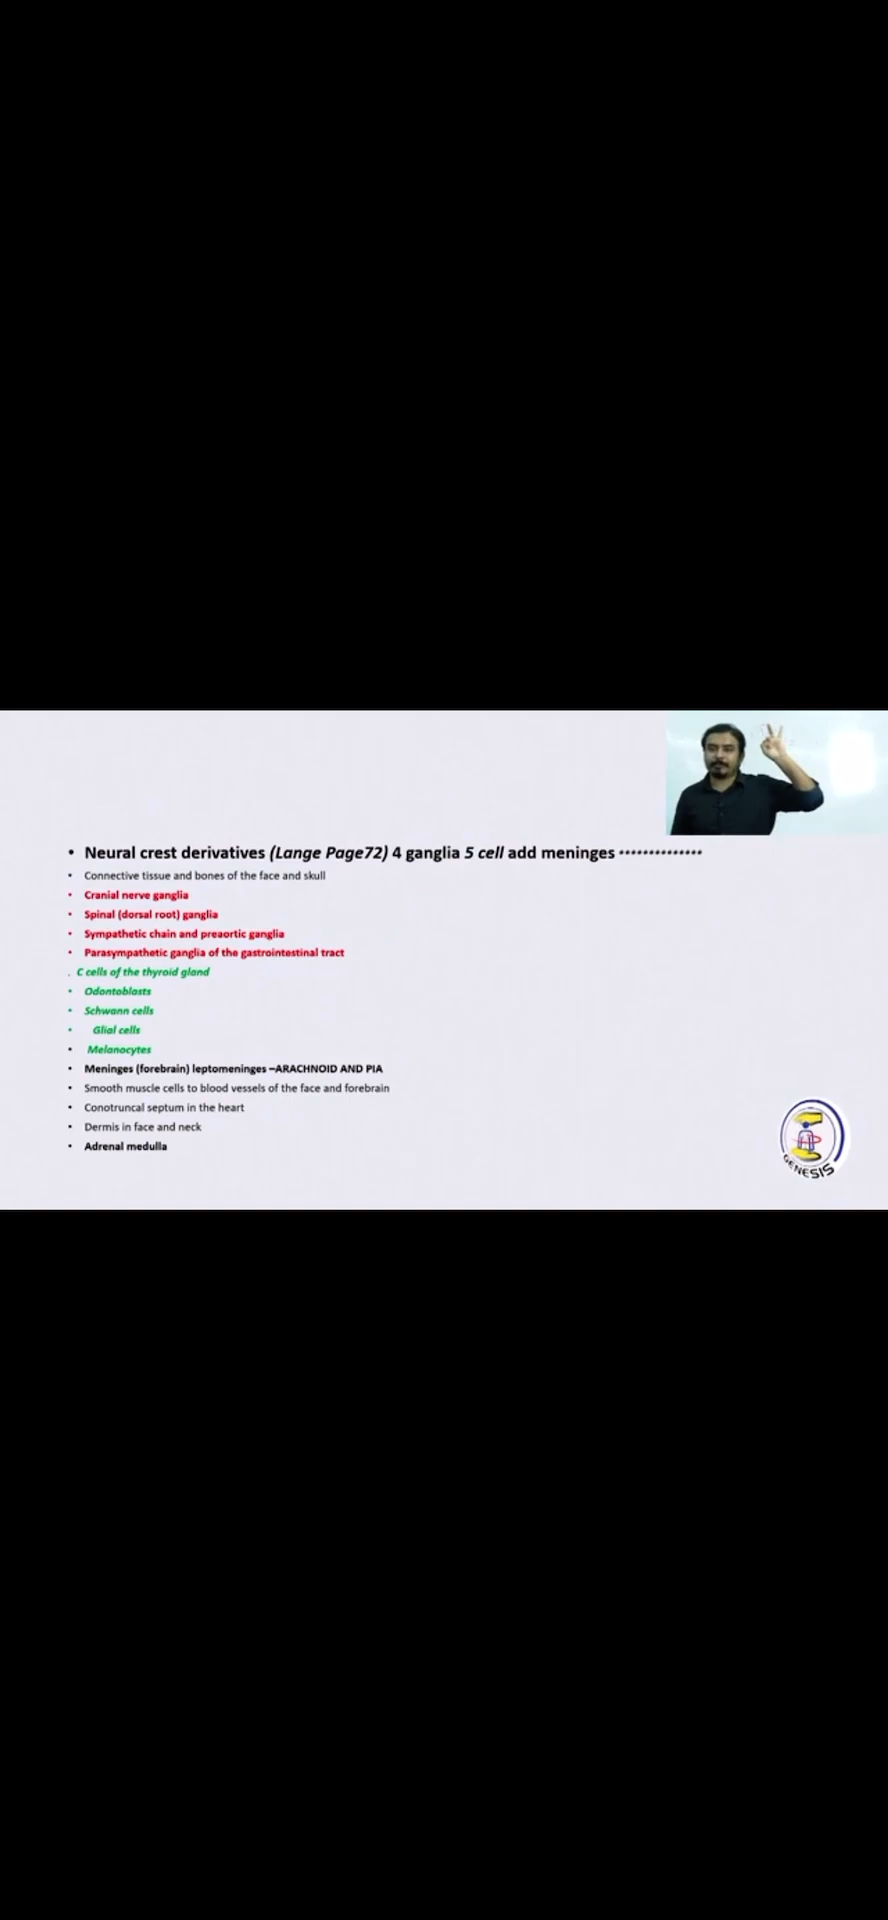 • Neural crest derivatives (Lange Page72) 4 ganglia 5 cell add meninges **************
• Connective tissue and bones of the face and skull
• Cranial nerve ganglia
• Spinal (dorsal root) ganglia
• Sympathetic chain and preaortic ganglia
• Parasympathetic ganglia of the gastrointestinal tract
. C cells of the thyroid gland
• Odontoblasts
• Schwann cells
• Glial cells
• Melanocytes
• Meninges (forebrain) leptomeninges –ARACHNOID AND PIA
• Smooth muscle cells to blood vessels of the face and forebrain
• Conotruncal septum in the heart
• Dermis in face and neck
• Adrenal medulla
GENESIS